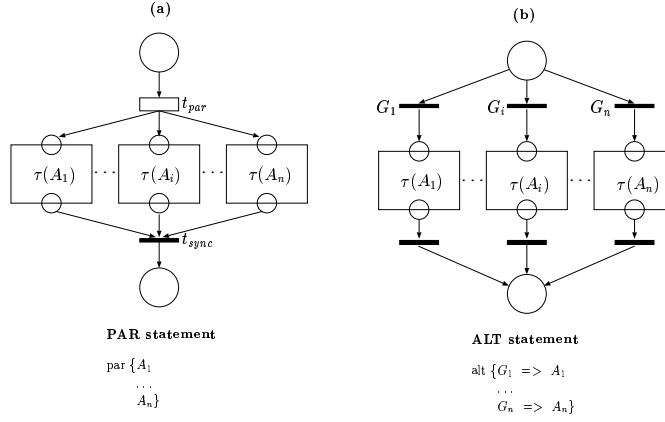 (a)
t_par
τ(A_1) ... τ(A_i) ... τ(A_n)
t_sync
PAR statement
par {A_1
...
A_n}
(b)
G_1 G_i G_n
τ(A_1) ... τ(A_i) ... τ(A_n)
ALT statement
alt {G_1 => A_1
...
G_n => A_n}